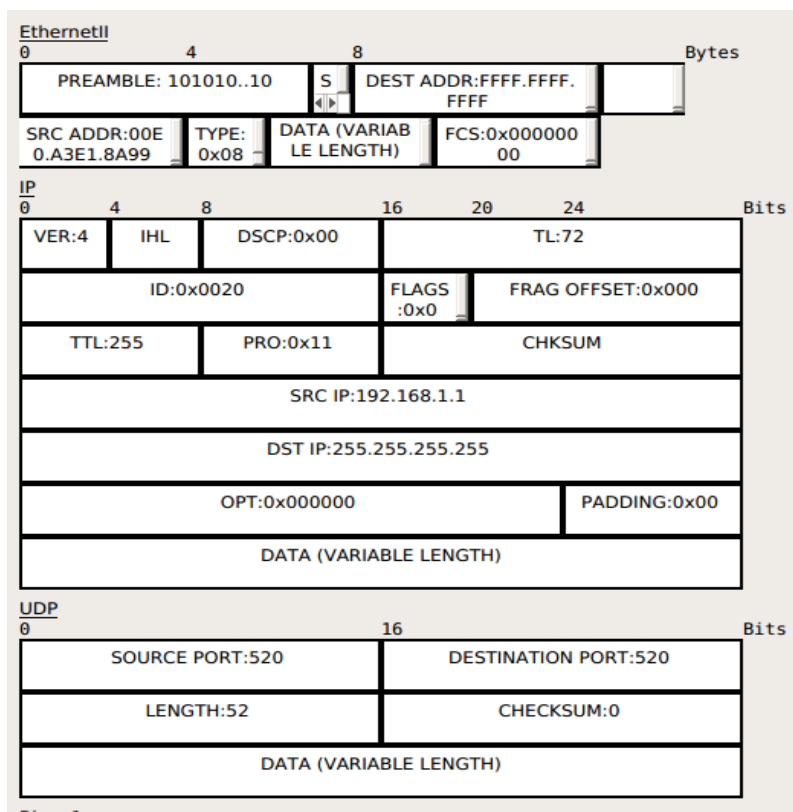 EthernetII
0 4 8 Bytes
PREAMBLE: 101010..10 S DEST ADDR:FFFF.FFFF.
FFFF
SRC ADDR:00E TYPE: DATA (VARIAB FCS:0x000000
0.A3E1.8A99 0x08 LE LENGTH) 00
IP
0 4 8 16 20 24 Bits
VER:4 IHL DSCP:0x00 TL:72
ID:0x0020 FLAGS FRAG OFFSET:0x000
:0x0
TTL:255 PRO:0x11 CHKSUM
SRC IP:192.168.1.1
DST IP:255.255.255.255
OPT:0x000000 PADDING:0x00
DATA (VARIABLE LENGTH)
UDP
0 16 Bits
SOURCE PORT:520 DESTINATION PORT:520
LENGTH:52 CHECKSUM:0
DATA (VARIABLE LENGTH)